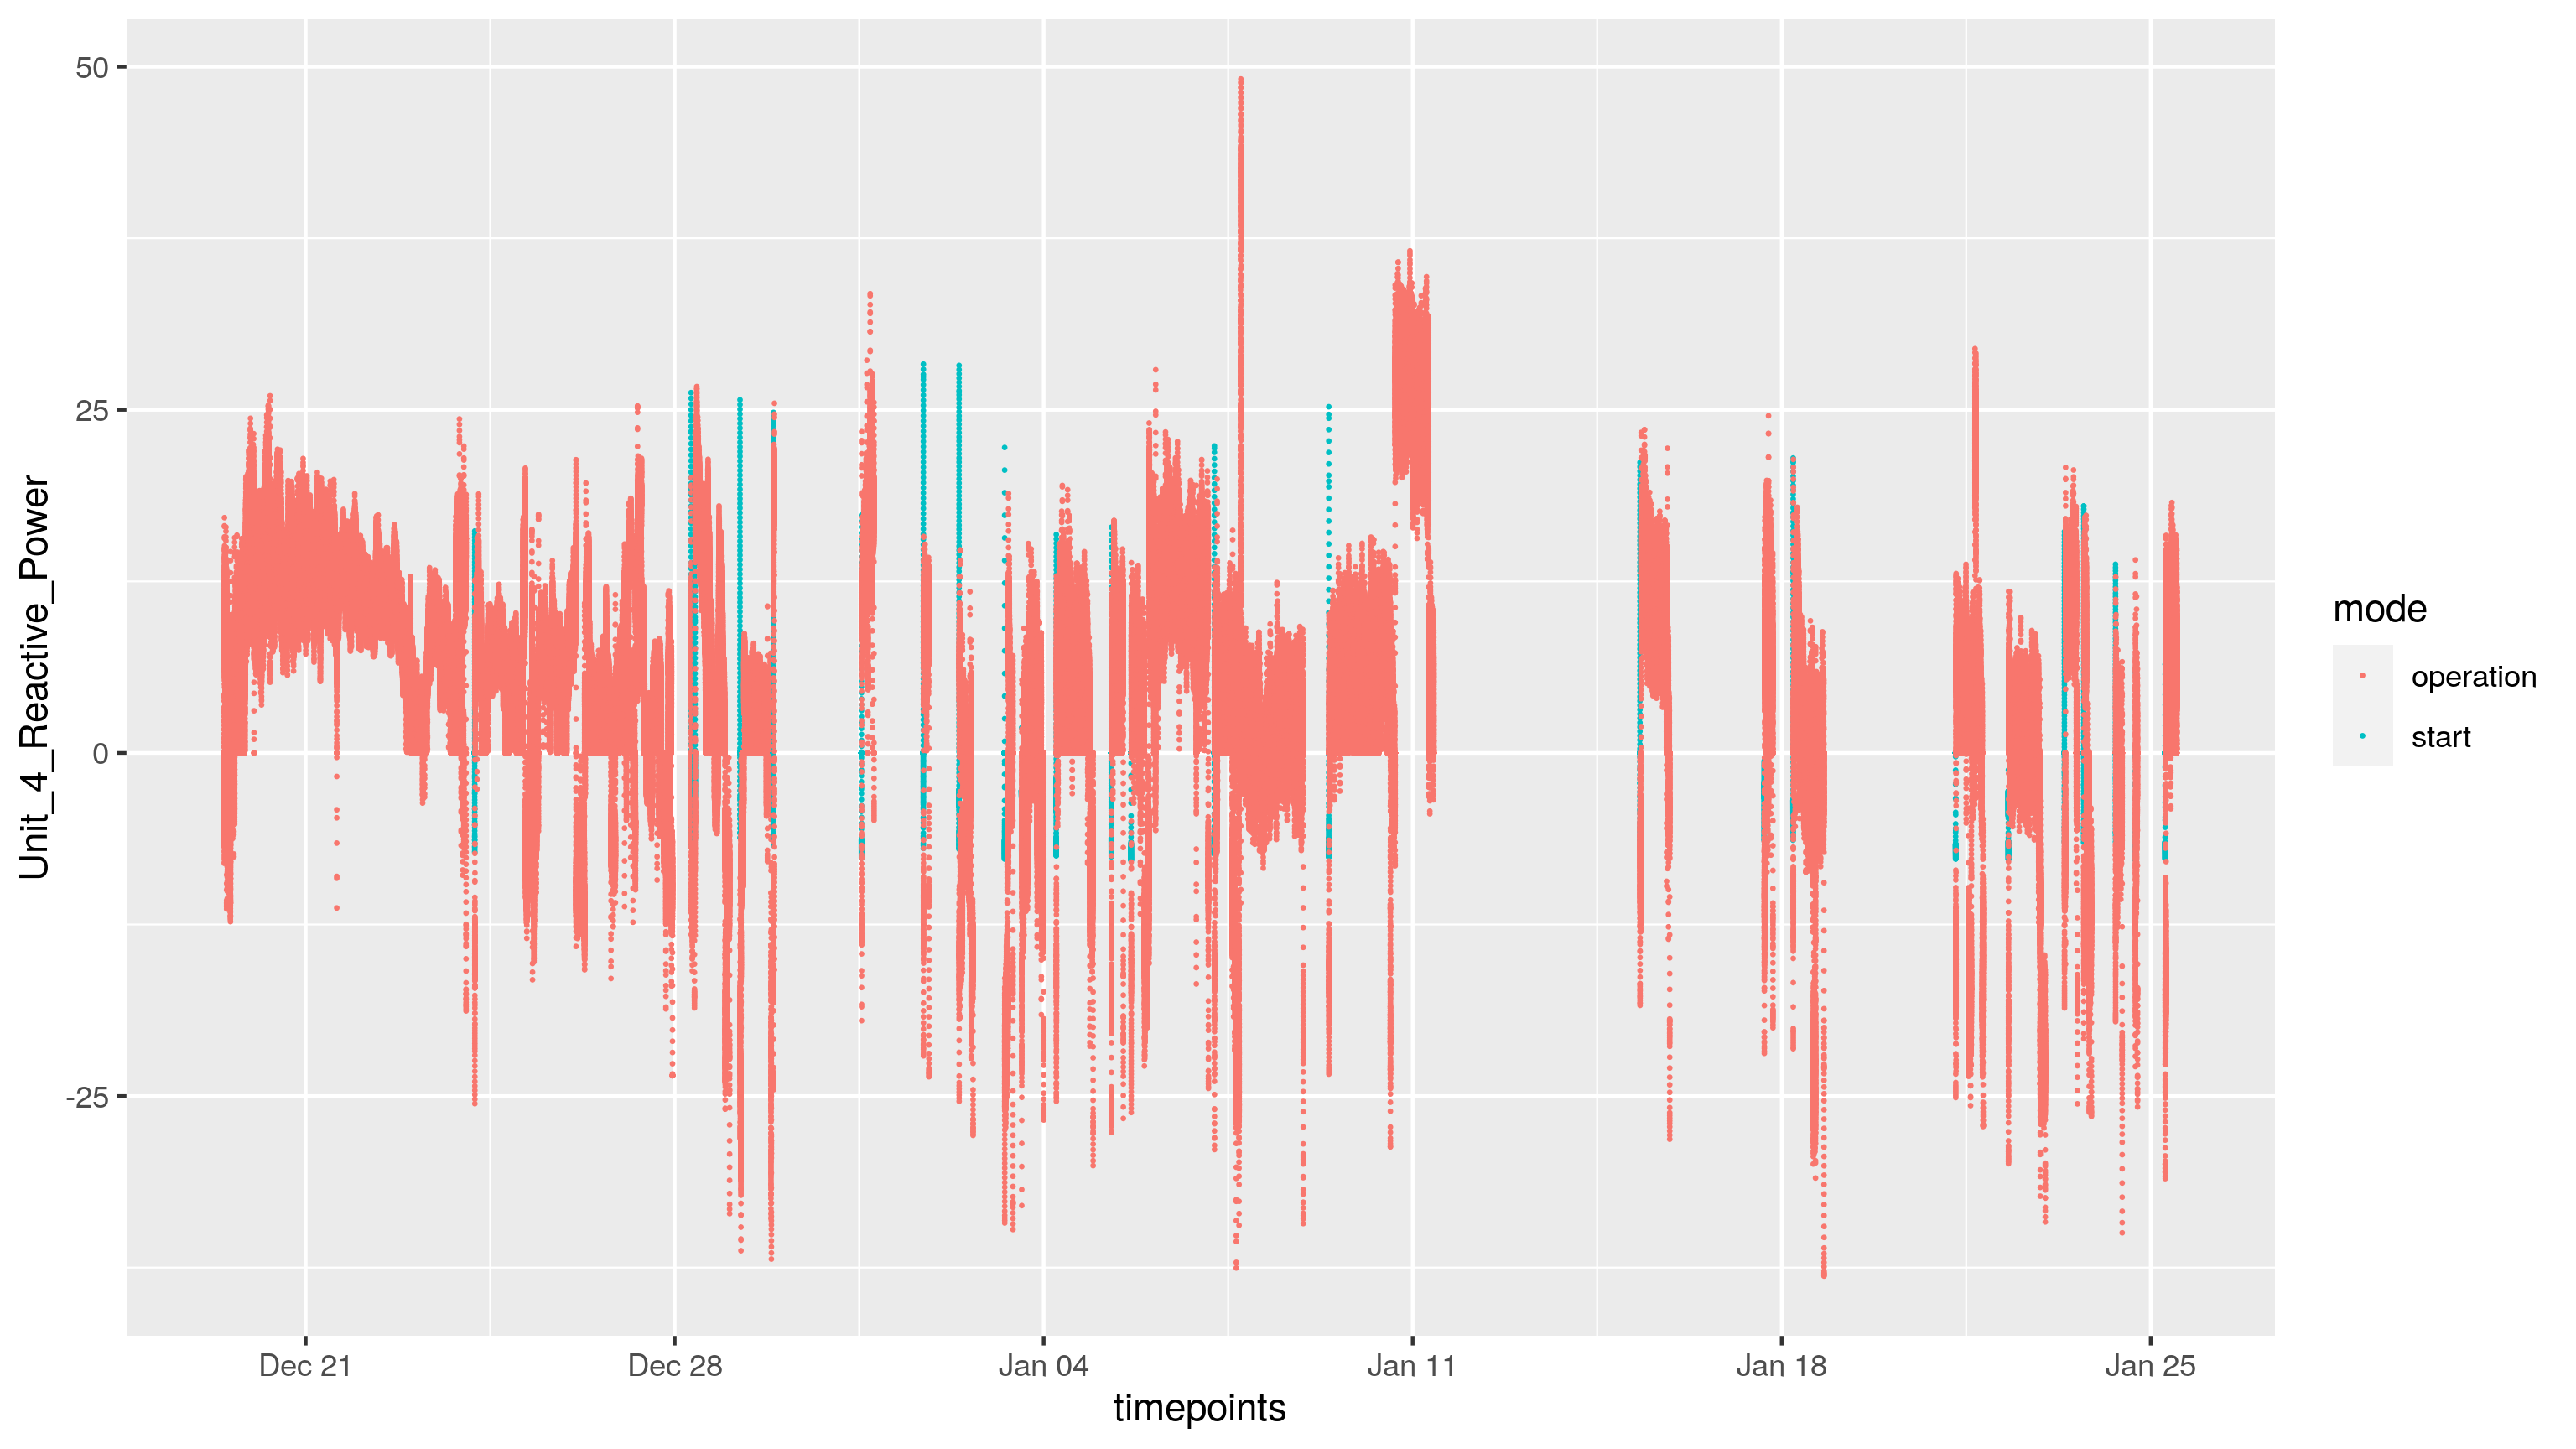 Unit_4_Reactive_Power
50
25
0
-25
Dec 21
Dec 28
Jan 04
Jan 11
Jan 18
Jan 25
timepoints
mode
operation
start